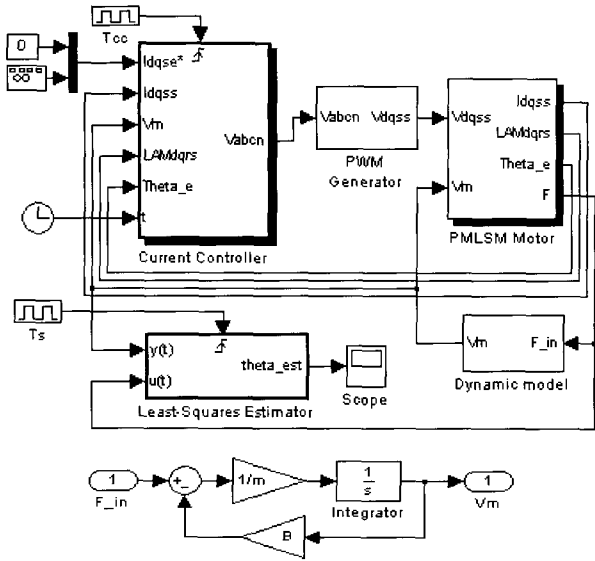 Tcc
0
Idqse*
Idqss
Vm
LAMdqrs
Theta_e
t
Vabcn
Current Controller
Vabcn Vdqss
PWM
Generator
Vdqss
Vm
Idqss
LAMdqrs
Theta_e
F
PMLSM Motor
Ts
y(t)
u(t)
theta_est
Least-Squares Estimator
Scope
Vm F_in
Dynamic model
1
F_in
+
-
1/m
1
s
Integrator
1
Vm
B